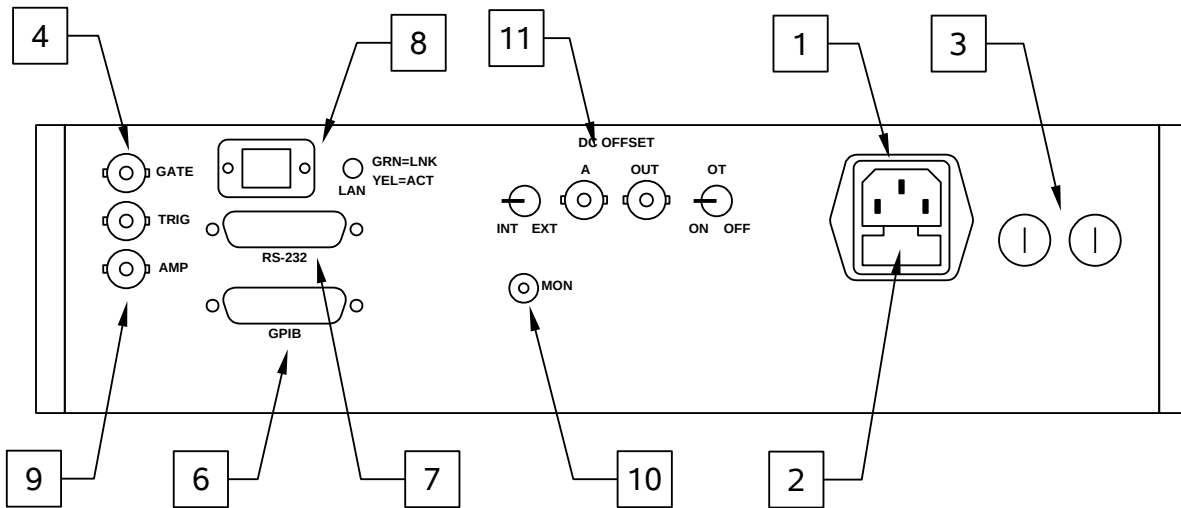 4
8
11
1
3
DC OFFSET
GATE
GRN=LNK
YEL=ACT
LAN
A
OUT
OT
TRIG
INT EXT
ON OFF
RS-232
AMP
MON
GPIB
9
6
7
10
2